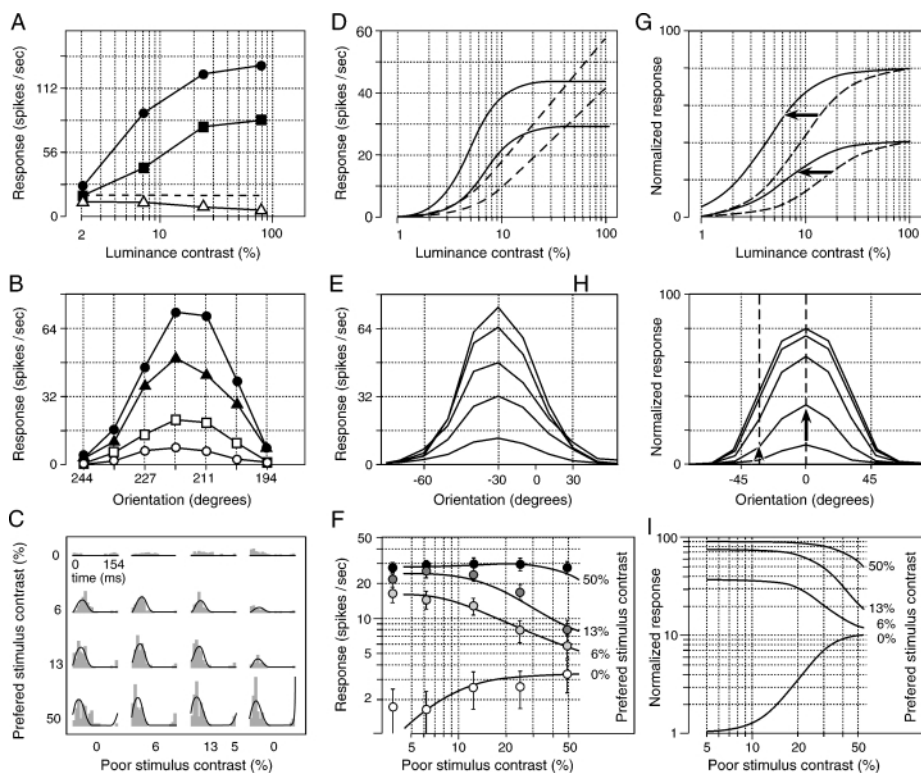 A
Response (spikes / sec)
112
56
0
2
10
100
Luminance contrast (%)
D
Response (spikes / sec)
60
40
20
0
1
10
100
Luminance contrast (%)
G
Normalized response
100
80
40
0
1
10
100
Luminance contrast (%)
B
Response (spikes / sec)
64
32
0
244 227 211 194
Orientation (degrees)
E
Response (spikes / sec)
64
32
0
-60 -30 0 30
Orientation (degrees)
H
Normalized response
100
0
-45 0 45
Orientation (degrees)
C
Prefered stimulus contrast (%)
0
6
13
50
0 154
time (ms)
0 6 13 5 0
Poor stimulus contrast (%)
F
Response (spikes / sec)
50
20
10
5
2
5 10 20 50
Poor stimulus contrast (%)
50%
13%
6%
0%
Prefered stimulus contrast
I
Normalized response
100
10
1
5 10 20 50
Poor stimulus contrast (%)
50%
13%
6%
0%
Prefered stimulus contrast